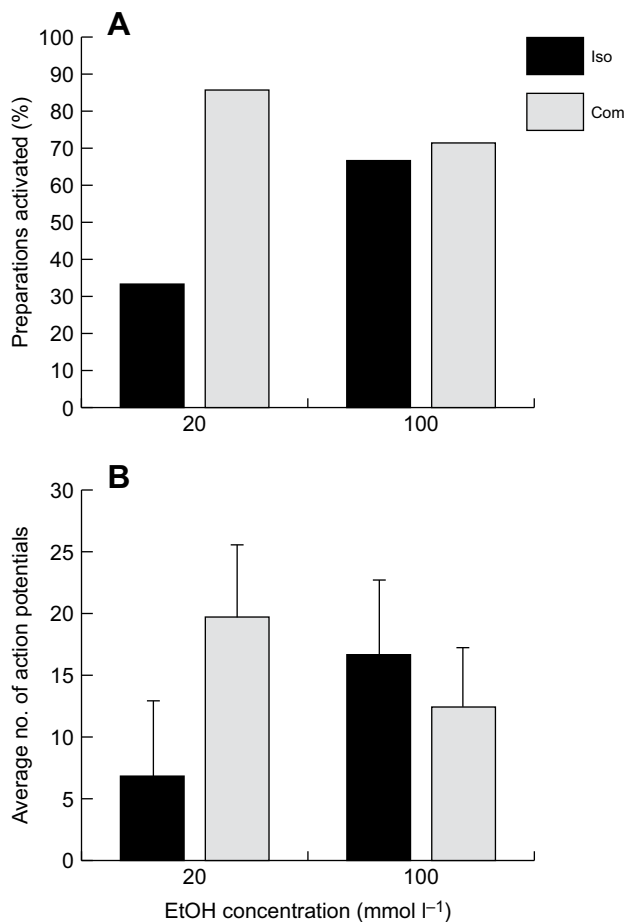 A
Iso
Com
Preparations activated (%)
100
90
80
70
60
50
40
30
20
10
0
20 100
B
Average no. of action potentials
30
25
20
15
10
5
0
20 100
EtOH concentration (mmol l⁻¹)